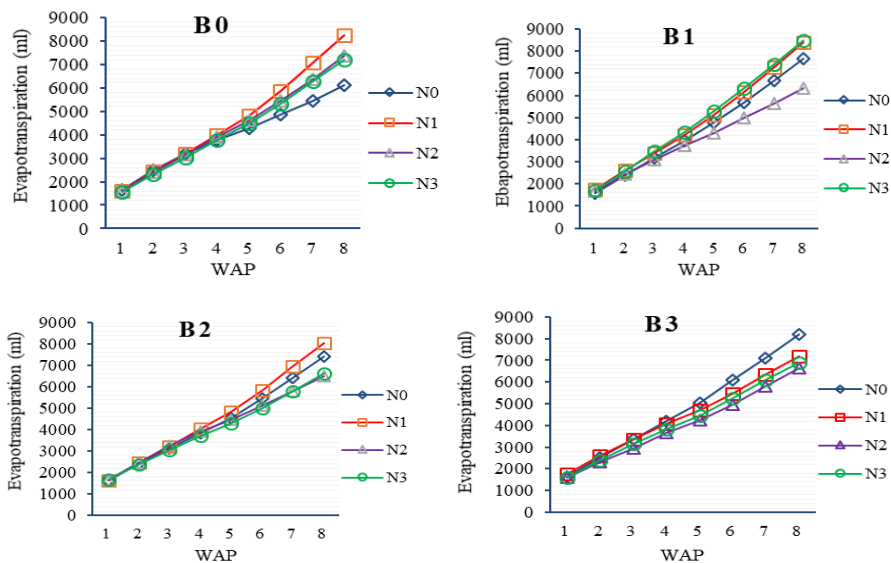 B0
Evapotranspiration (ml)
9000
8000
7000
6000
5000
4000
3000
2000
1000
0
1 2 3 4 5 6 7 8
WAP
N0
N1
N2
N3
B1
Ebapotranspiration (ml)
9000
8000
7000
6000
5000
4000
3000
2000
1000
0
1 2 3 4 5 6 7 8
WAP
N0
N1
N2
N3
B2
Evapotranspiration (ml)
9000
8000
7000
6000
5000
4000
3000
2000
1000
0
1 2 3 4 5 6 7 8
WAP
N0
N1
N2
N3
B3
Evapotranspiration (ml)
9000
8000
7000
6000
5000
4000
3000
2000
1000
0
1 2 3 4 5 6 7 8
WAP
N0
N1
N2
N3